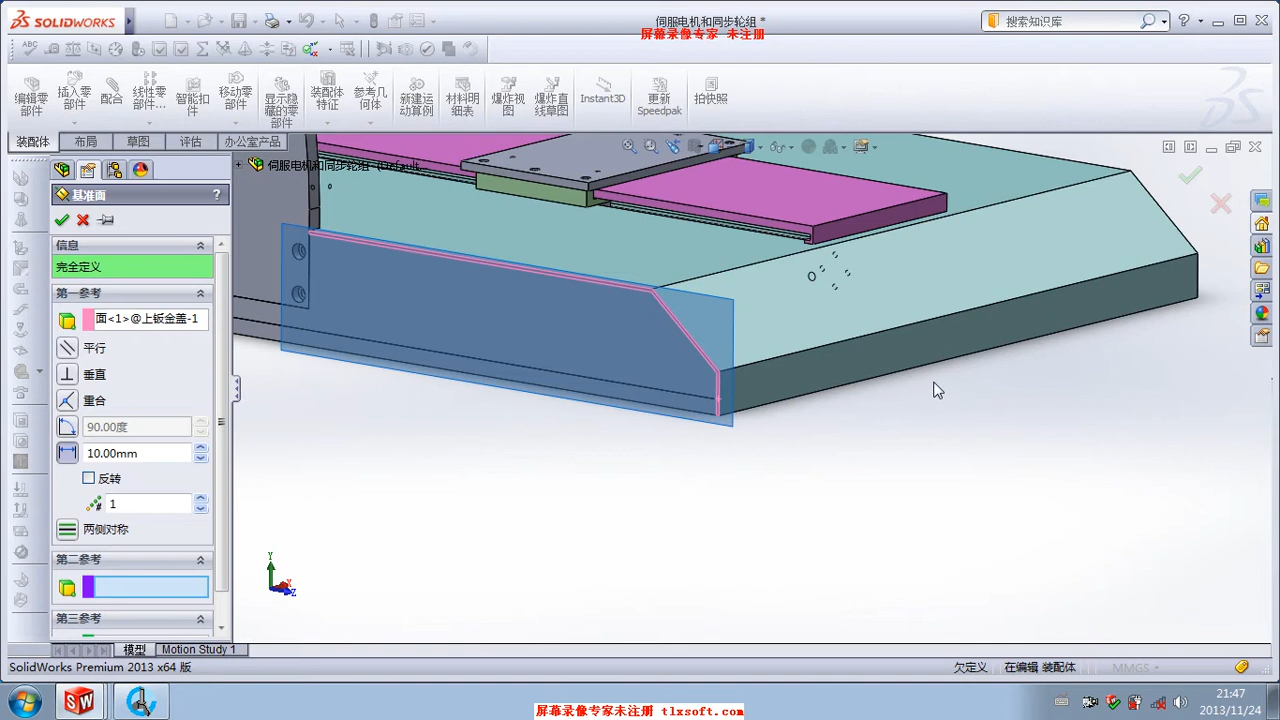 SOLIDWORKS
伺服电机和同步轮组 *
屏幕录像专家 未注册
搜索知识库
编辑零部件
插入零部件
配合
线性零部件...
智能扣件
移动零部件
显示隐藏的零部件
装配体特征
参考几何体
新建运动算例
材料明细表
爆炸视图
爆炸直线草图
Instant3D
更新 Speedpak
拍快照
装配体
布局
草图
评估
办公室产品
伺服电机和同步轮组 (Default
基准面
?
信息
完全定义
第一参考
面<1>@上钣金盖-1
平行
垂直
重合
90.00度
10.00mm
反转
1
两侧对称
第二参考
第三参考
Y
X
Z
模型
Motion Study 1
SolidWorks Premium 2013 x64 版
欠定义
在编辑 装配体
MMGS
21:47
2013/11/24
屏幕录像专家未注册 tlxsoft.com